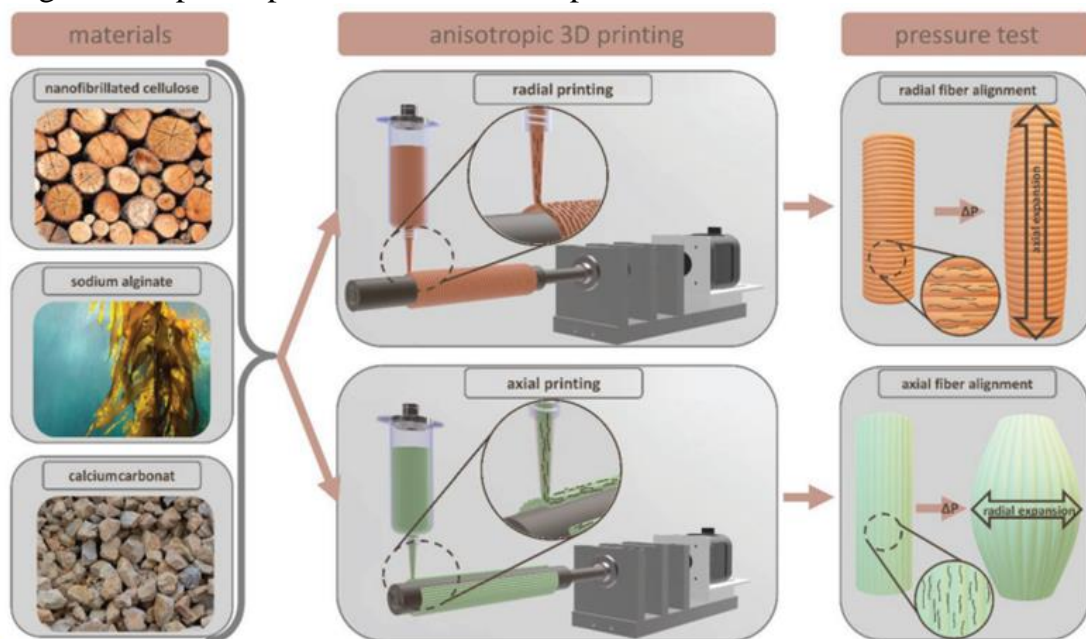 materials
anisotropic 3D printing
pressure test
nanofibrillated cellulose
sodium alginate
calciumcarbonat
radial printing
axial printing
radial fiber alignment
ΔP
axial expansion
axial fiber alignment
ΔP
radial expansion